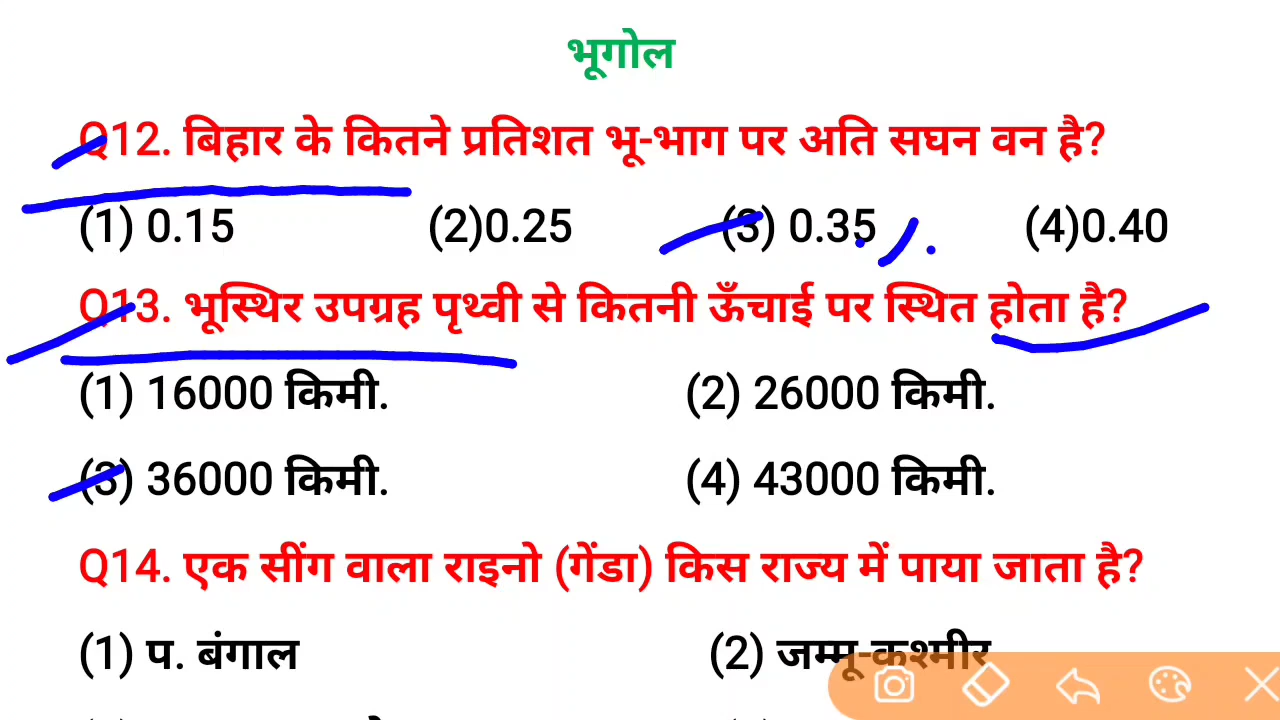 भूगोल
Q12. बिहार के कितने प्रतिशत भू-भाग पर अति सघन वन है?
(1) 0.15 (2)0.25 (3) 0.35 (4)0.40
Q13. भूस्थिर उपग्रह पृथ्वी से कितनी ऊँचाई पर स्थित होता है?
(1) 16000 किमी. (2) 26000 किमी.
(3) 36000 किमी. (4) 43000 किमी.
Q14. एक सींग वाला राइनो (गेंडा) किस राज्य में पाया जाता है?
(1) प. बंगाल (2) जम्मू-कश्मीर